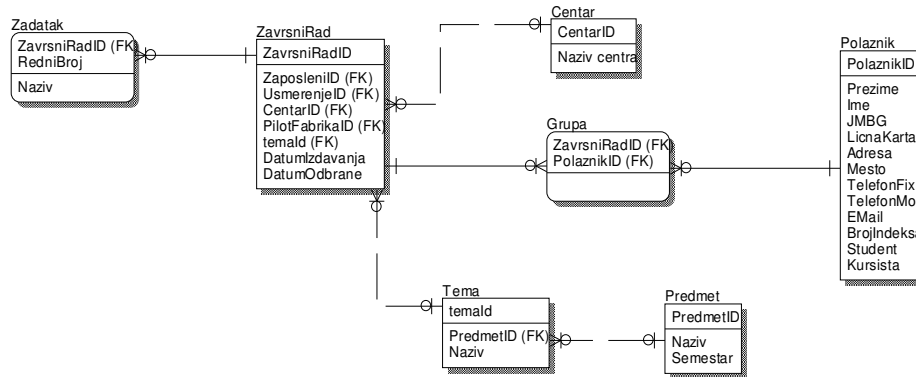 Zadatak
ZavrsniRadID (FK)
RedniBroj
Naziv
ZavrsniRad
ZavrsniRadID
ZaposleniID (FK)
UsmerenjeID (FK)
CentarID (FK)
PilotFabrikaID (FK)
temaId (FK)
DatumIzdavanja
DatumOdbrane
Centar
CentarID
Naziv centra
Grupa
ZavrsniRadID (FK)
PolaznikID (FK)
Polaznik
PolaznikID
Prezime
Ime
JMBG
LicnaKarta
Adresa
Mesto
TelefonFix
TelefonMo
EMail
BrojIndeksa
Student
Kursista
Tema
temaId
PredmetID (FK)
Naziv
Predmet
PredmetID
Naziv
Semestar